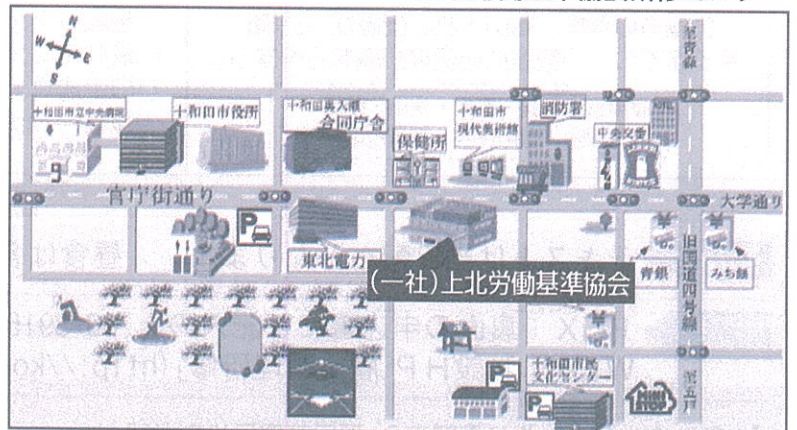 N
W E
S
至青森
十和田市立中央病院
十和田市役所
十和田奥入瀬
合同庁舎
保健所
十和田市
現代美術館
消防署
中央交番
官庁街通り
大学通り
P
東北電力
(一社)上北労働基準協会
旧国道四号線
青銀
みち銀
十和田市民
文化センター
P
P
MINI
STOP
至五戸